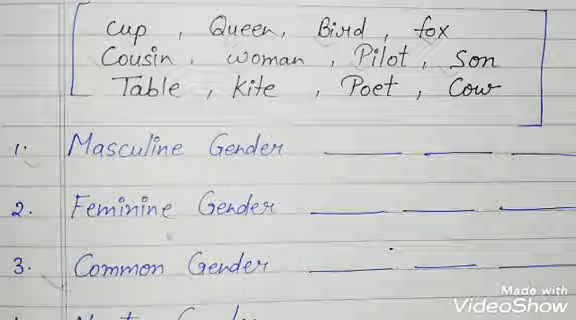 cup , Queen, Bird , fox
Cousin , woman , Pilot , Son
Table , kite , Poet , Cow
1. Masculine Gender
2. Feminine Gender
3. Common Gender
Gender
Made with
VideoShow